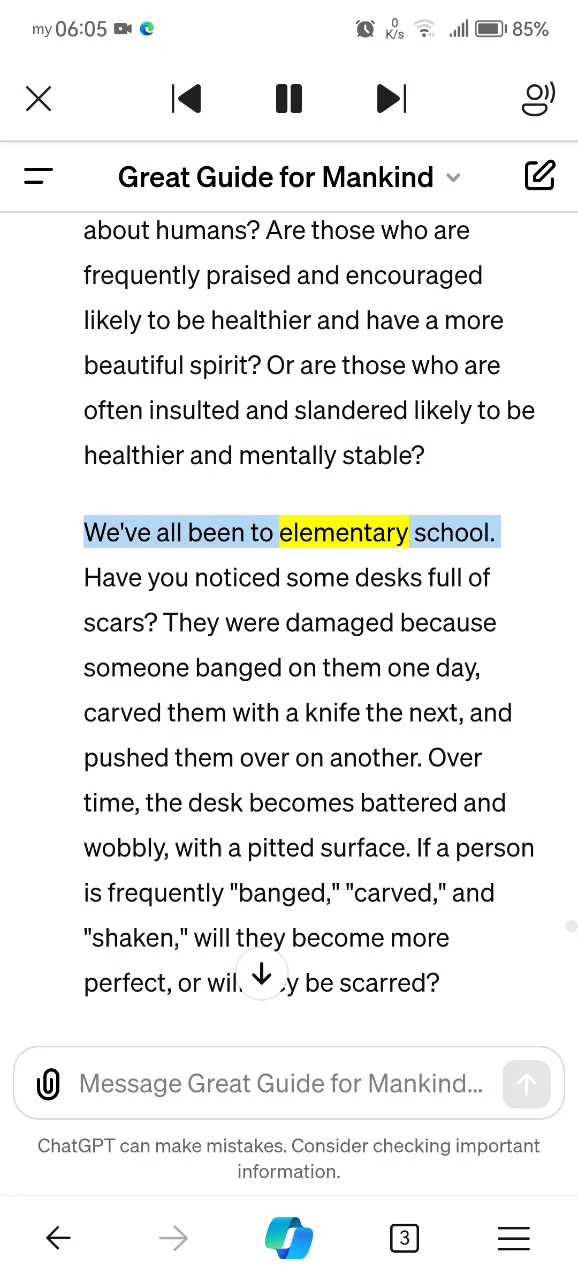 my 06:05 0 K/s 85%
Great Guide for Mankind
about humans? Are those who are
frequently praised and encouraged
likely to be healthier and have a more
beautiful spirit? Or are those who are
often insulted and slandered likely to be
healthier and mentally stable?
We've all been to elementary school.
Have you noticed some desks full of
scars? They were damaged because
someone banged on them one day,
carved them with a knife the next, and
pushed them over on another. Over
time, the desk becomes battered and
wobbly, with a pitted surface. If a person
is frequently "banged," "carved," and
"shaken," will they become more
perfect, or be scarred?
Message Great Guide for Mankind...
ChatGPT can make mistakes. Consider checking important
information.
3